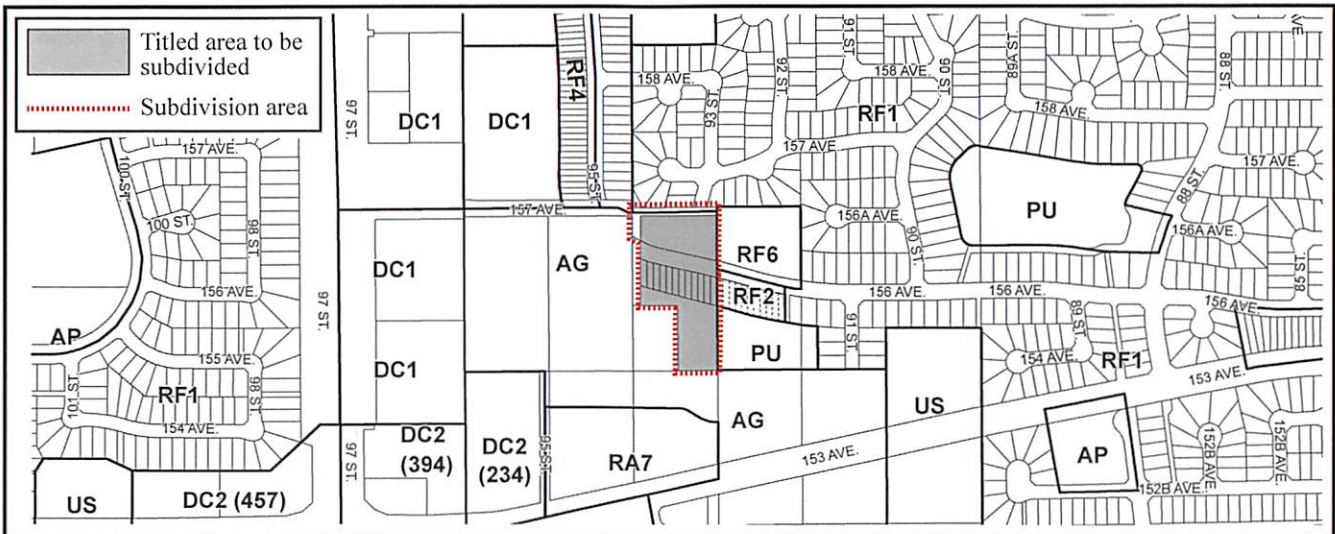 Titled area to be
subdivided
Subdivision area
157 AVE.
100 ST.
100 ST.
98 ST.
156 AVE.
AP
155 AVE.
101 ST.
RF1
98 ST.
154 AVE.
US
DC2 (457)
97 ST.
97 ST.
97 ST.
DC1
DC1
RF4
95 ST.
157 AVE.
DC1
AG
DC1
DC2
(394)
DC2
(234)
95 ST.
RA7
158 AVE.
93 ST.
92 ST.
91 ST.
158 AVE.
RF1
157 AVE.
90 ST.
89A ST.
158 AVE.
88 ST.
AVE.
157 AVE.
88 ST.
PU
156A AVE.
90 ST.
156A AVE.
85 ST.
RF6
RF2
156 AVE.
156 AVE.
156 AVE.
91 ST.
PU
AG
US
89 ST.
154 AVE.
RF1
153 AVE.
153 AVE.
AP
152B AVE.
152B AVE.
152B AVE.